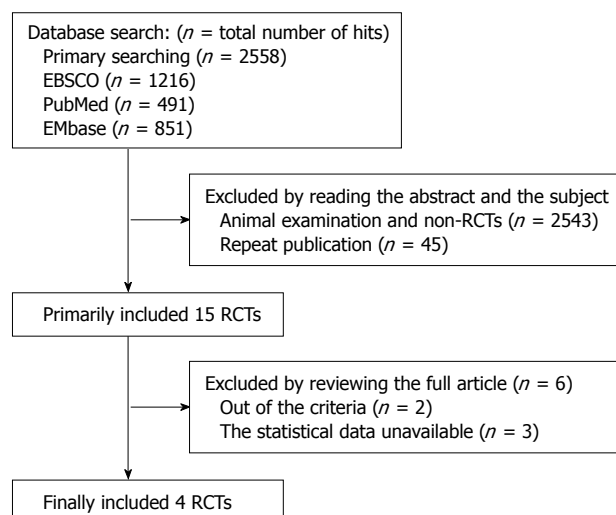 Database search: (n = total number of hits)
Primary searching (n = 2558)
EBSCO (n = 1216)
PubMed (n = 491)
EMbase (n = 851)
Excluded by reading the abstract and the subject
Animal examination and non-RCTs (n = 2543)
Repeat publication (n = 45)
Primarily included 15 RCTs
Excluded by reviewing the full article (n = 6)
Out of the criteria (n = 2)
The statistical data unavailable (n = 3)
Finally included 4 RCTs